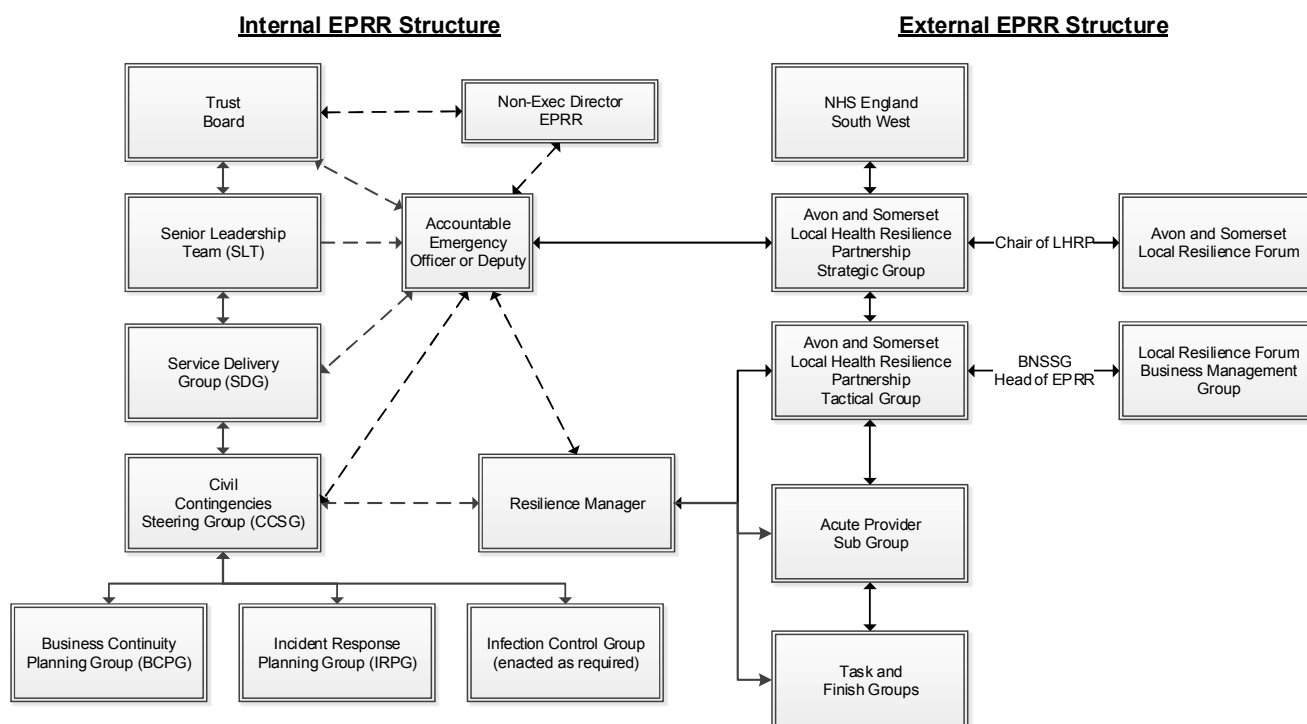 Internal EPRR Structure
External EPRR Structure
Trust
Board
Non-Exec Director
EPRR
NHS England
South West
Senior Leadership
Team (SLT)
Accountable
Emergency
Officer or Deputy
Avon and Somerset
Local Health Resilience
Partnership
Strategic Group
Chair of LHRP
Avon and Somerset
Local Resilience Forum
Service Delivery
Group (SDG)
Avon and Somerset
Local Health Resilience
Partnership
Tactical Group
BNSSG
Head of EPRR
Local Resilience Forum
Business Management
Group
Civil
Contingencies
Steering Group (CCSG)
Resilience Manager
Acute Provider
Sub Group
Business Continuity
Planning Group (BCPG)
Incident Response
Planning Group (IRPG)
Infection Control Group
(enacted as required)
Task and
Finish Groups